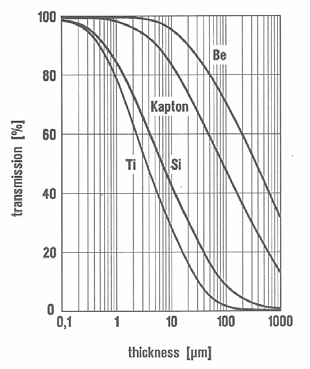 transmission [%]
100
80
60
40
20
0
Be
Kapton
Ti
Si
0,1
1
10
100
1000
thickness [µm]